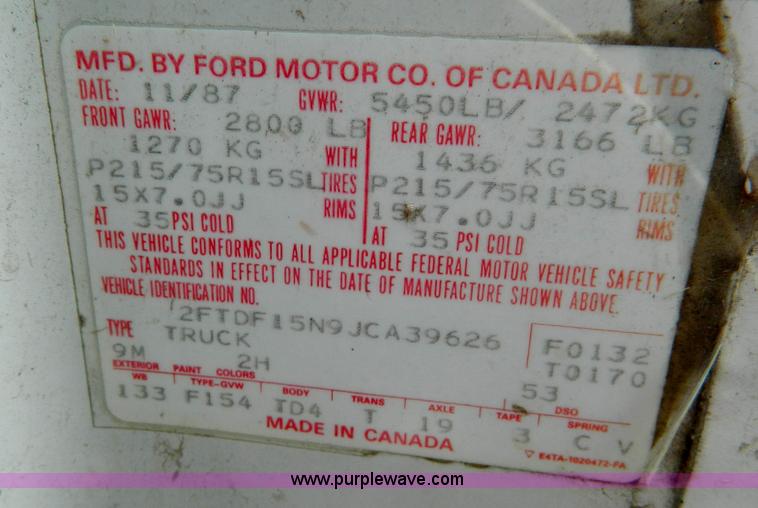 MFD. BY FORD MOTOR CO. OF CANADA LTD.
DATE: 11/87 GVWR: 5450LB/ 2472KG
FRONT GAWR: 2800 LB REAR GAWR: 3166 LB
1270 KG WITH 1436 KG WITH
P215/75R15SL TIRES P215/75R15SL TIRES
15X7.0JJ RIMS 15X7.0JJ RIMS
AT 35 PSI COLD AT 35 PSI COLD
THIS VEHICLE CONFORMS TO ALL APPLICABLE FEDERAL MOTOR VEHICLE SAFETY
STANDARDS IN EFFECT ON THE DATE OF MANUFACTURE SHOWN ABOVE.
VEHICLE IDENTIFICATION NO.
2FTDF15N9JCA39626 F0132
TYPE TRUCK T0170
9M 2H 53
EXTERIOR PAINT COLORS DSO
WB TYPE-GVW BODY TRANS AXLE TAPE SPRING
133 F154 TD4 T 19 3 C V
MADE IN CANADA
E4TA-1020472-FA
www.purplewave.com